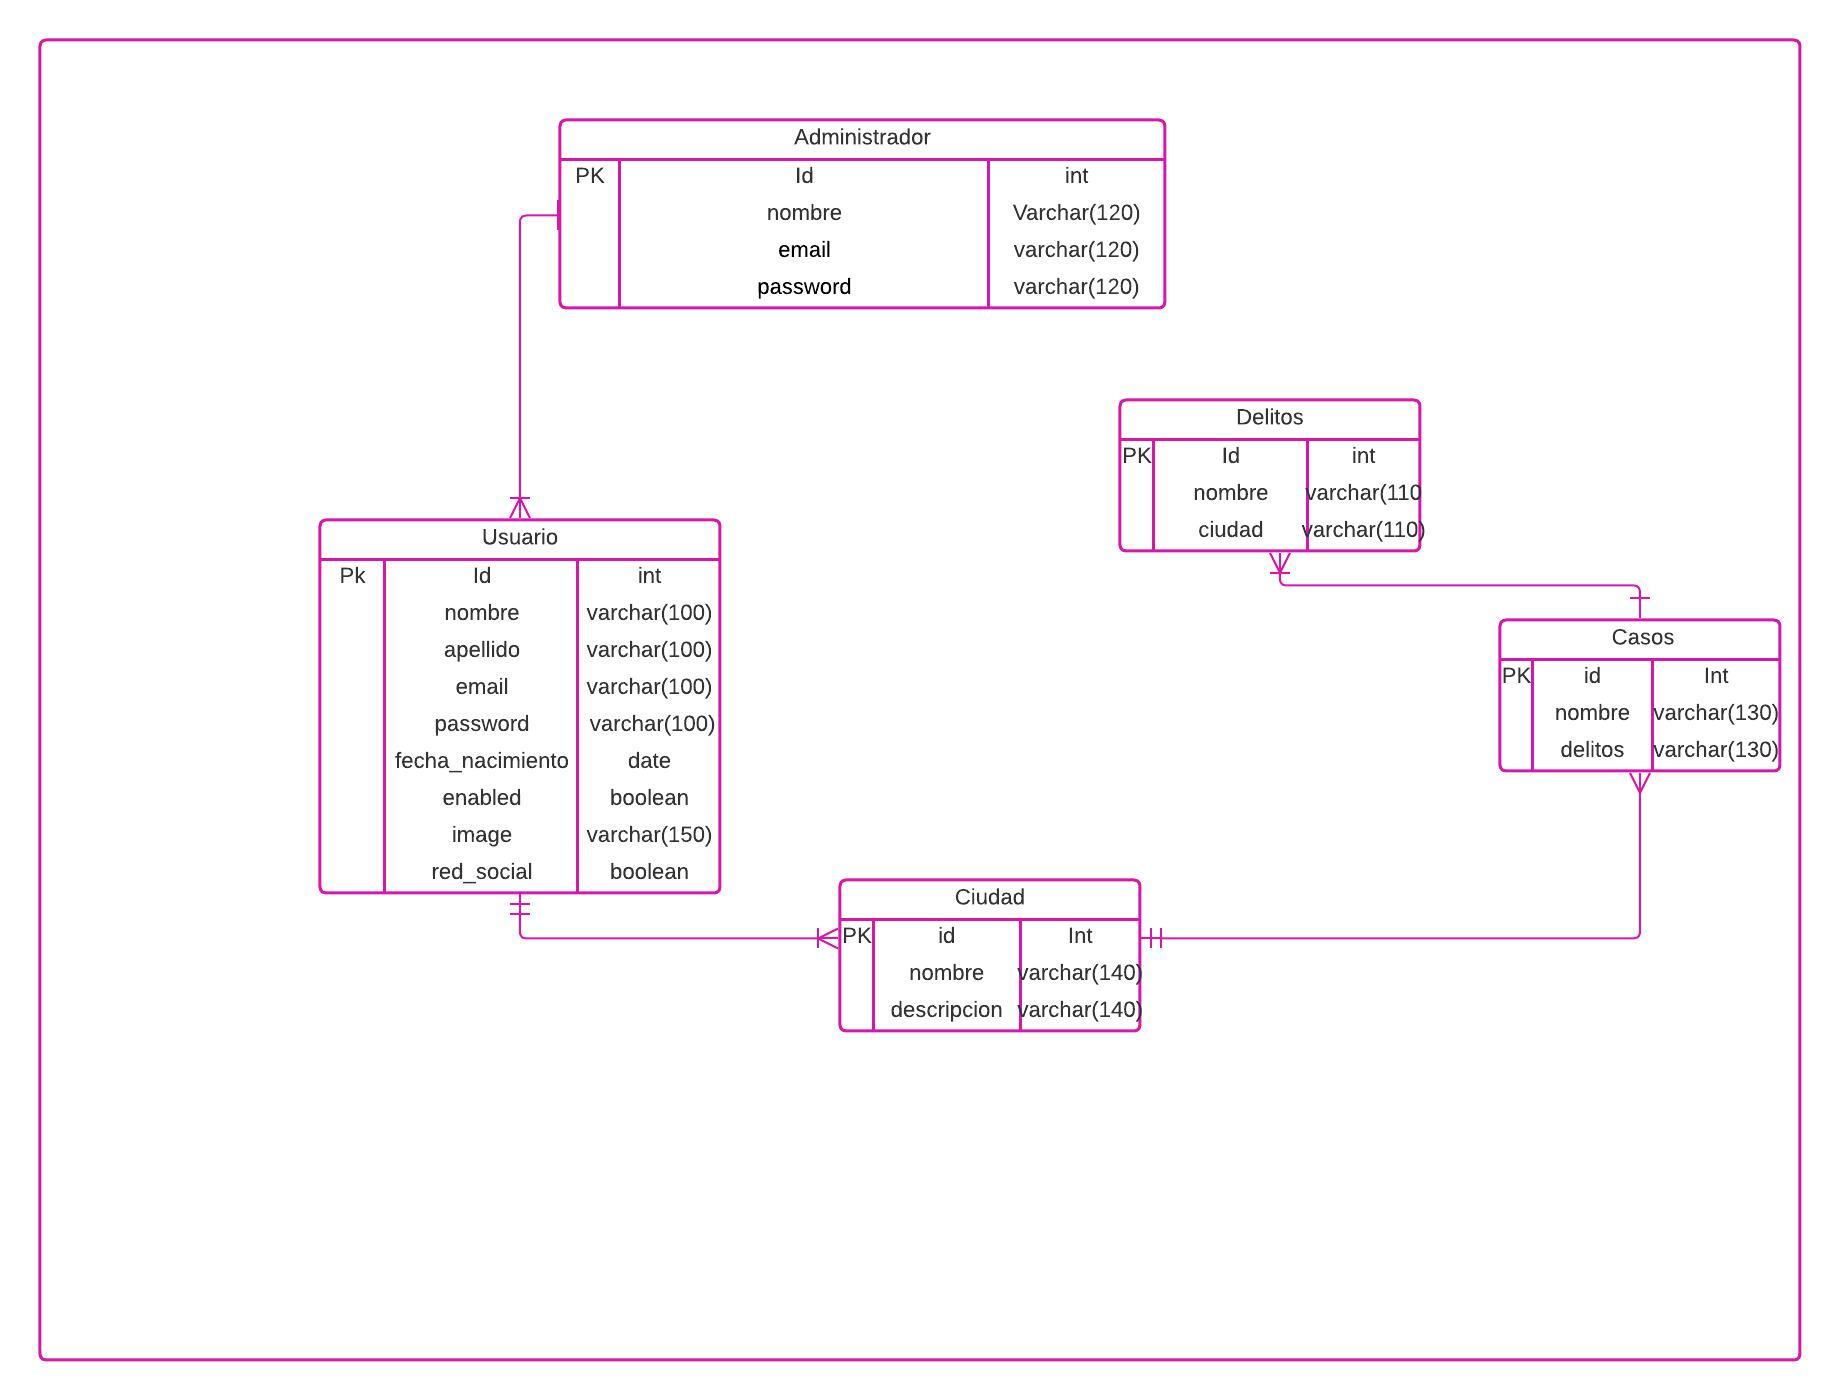 Administrador
PK Id int
nombre Varchar(120)
email varchar(120)
password varchar(120)
Delitos
PK Id int
nombre varchar(110
ciudad varchar(110)
Usuario
Pk Id int
nombre varchar(100)
apellido varchar(100)
email varchar(100)
password varchar(100)
fecha_nacimiento date
enabled boolean
image varchar(150)
red_social boolean
Casos
PK id Int
nombre varchar(130)
delitos varchar(130)
Ciudad
PK id Int
nombre varchar(140)
descripcion varchar(140)